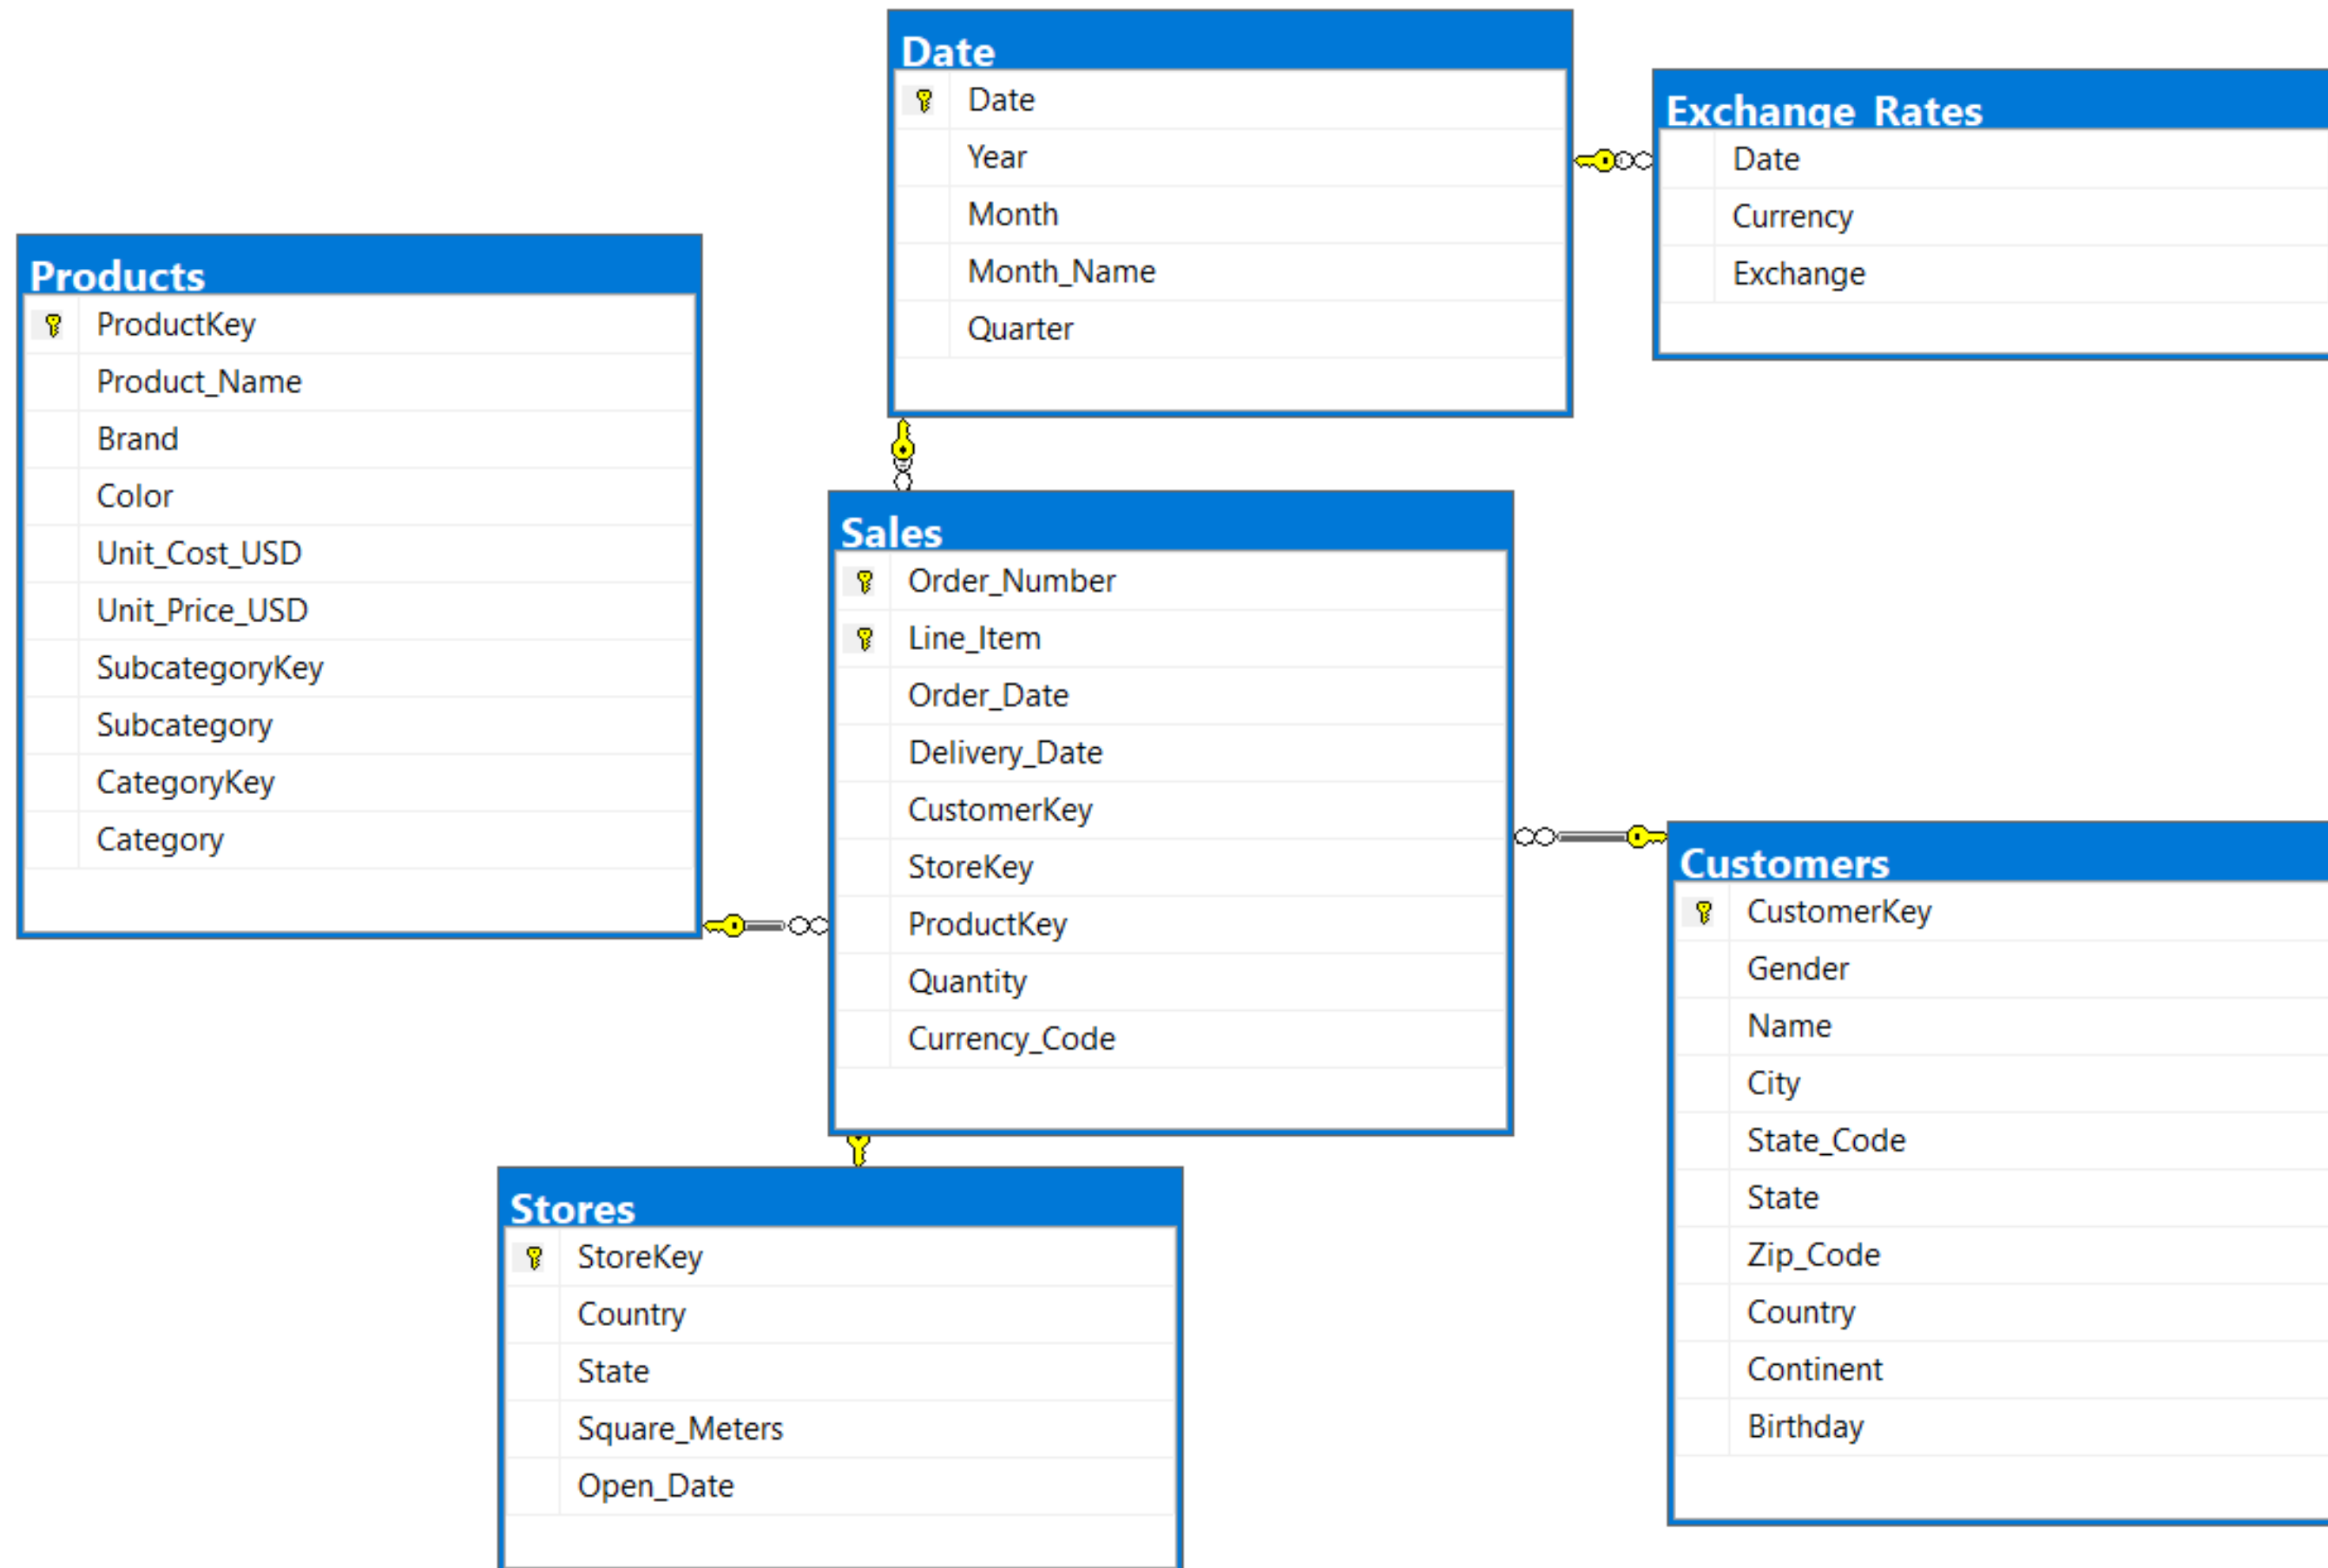 Date
Date
Year
Month
Month_Name
Quarter
Exchange_Rates
Date
Currency
Exchange
Products
ProductKey
Product_Name
Brand
Color
Unit_Cost_USD
Unit_Price_USD
SubcategoryKey
Subcategory
CategoryKey
Category
Sales
Order_Number
Line_Item
Order_Date
Delivery_Date
CustomerKey
StoreKey
ProductKey
Quantity
Currency_Code
Customers
CustomerKey
Gender
Name
City
State_Code
State
Zip_Code
Country
Continent
Birthday
Stores
StoreKey
Country
State
Square_Meters
Open_Date